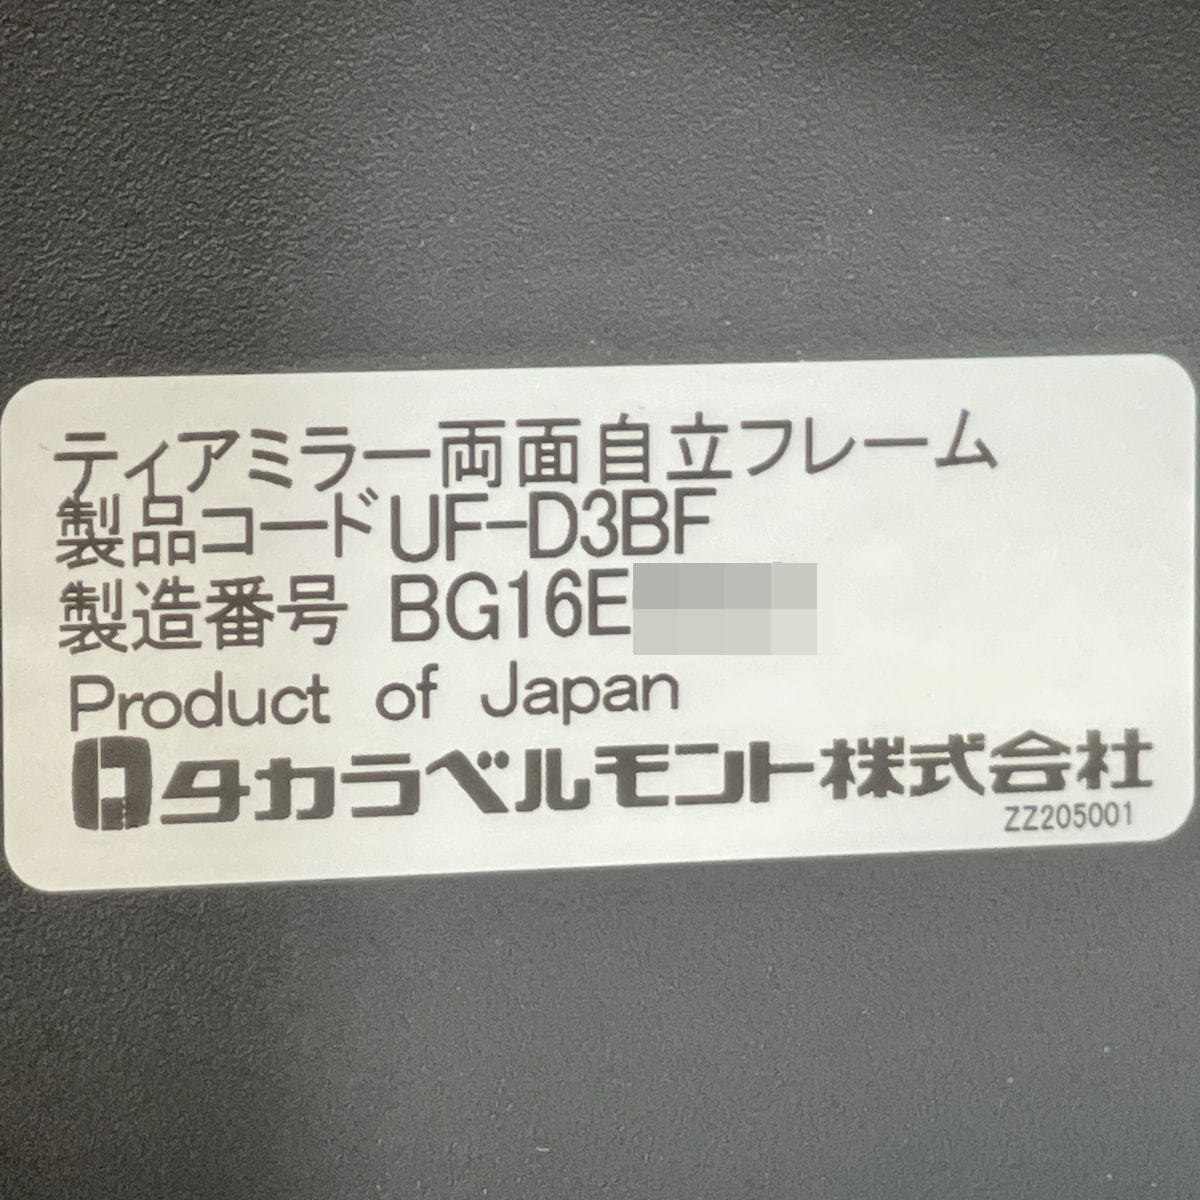 ティアミラー両面自立フレーム
製品コードUF-D3BF
製造番号 BG16E
Product of Japan
タカラベルモント株式会社
ZZ205001